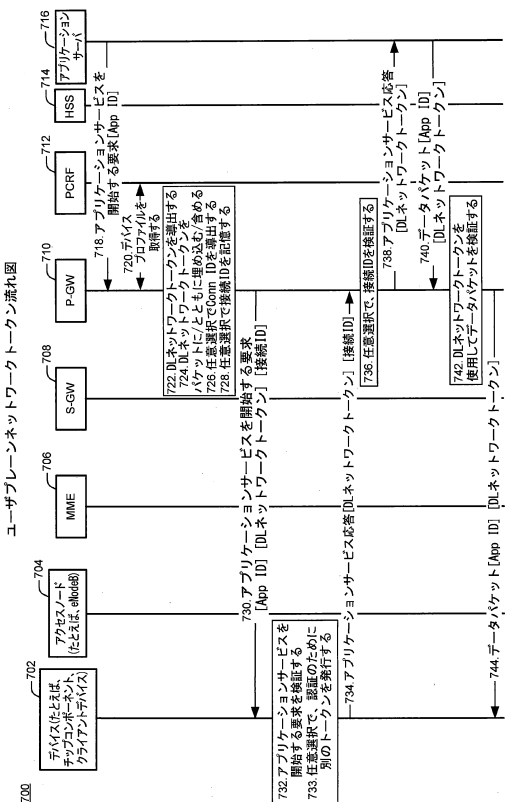 700
ユーザプレーンネットワークトークン流れ図
702
デバイス(たとえば、
チップコンポーネント、
クライアントデバイス)
704
アクセスノード
(たとえば、eNodeB)
706
MME
708
S-GW
710
P-GW
712
PCRF
714
HSS
716
アプリケーション
サーバ
718.アプリケーションサービスを
開始する要求[App ID]
720.デバイス
プロファイルを
取得する
722.DLネットワークトークンを導出する
724.DLネットワークトークンを
パケットに/とともに埋め込む/含める
726.任意選択でConn IDを導出する
728.任意選択で接続IDを記憶する
730.アプリケーションサービスを開始する要求
[App ID] [DLネットワークトークン] [接続ID]
732.アプリケーションサービスを
開始する要求を検証する
733.任意選択で、認証のために
別のトークンを発行する
734.アプリケーションサービス応答[DLネットワークトークン] [接続ID]
736.任意選択で、接続IDを検証する
738.アプリケーションサービス応答
[DLネットワークトークン]
740.データパケット[App ID]
[DLネットワークトークン]
742.DLネットワークトークンを
使用してデータパケットを検証する
744.データパケット[App ID] [DLネットワークトークン]